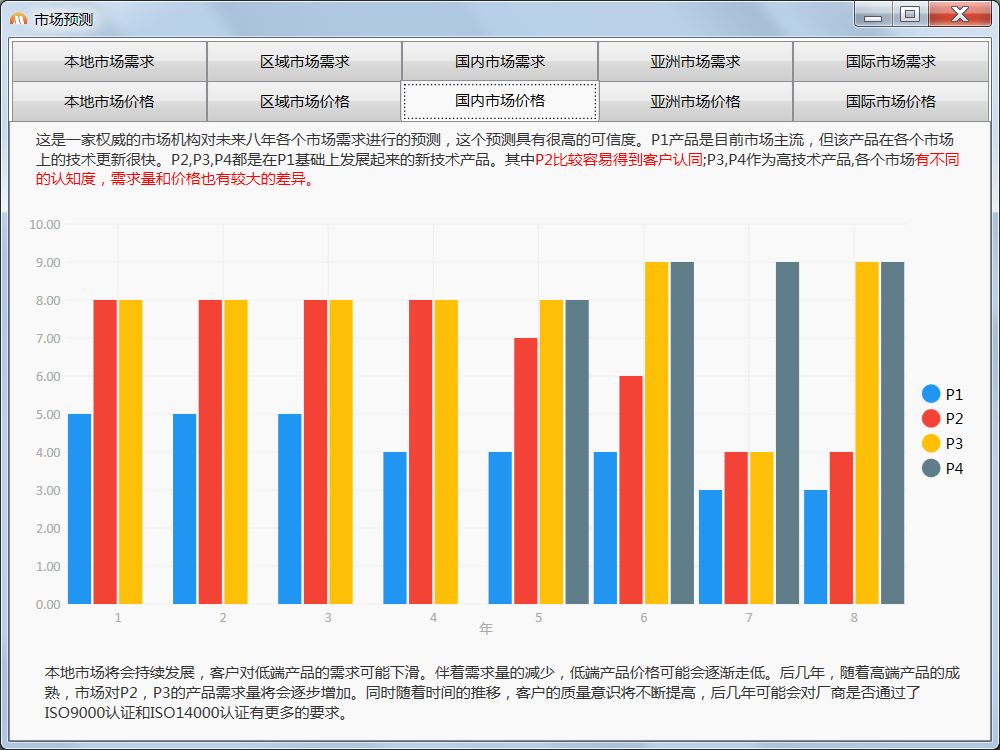 市场预测
本地市场需求 区域市场需求 国内市场需求 亚洲市场需求 国际市场需求
本地市场价格 区域市场价格 国内市场价格 亚洲市场价格 国际市场价格
这是一家权威的市场机构对未来八年各个市场需求进行的预测，这个预测具有很高的可信度。P1产品是目前市场主流，但该产品在各个市场
上的技术更新很快。P2,P3,P4都是在P1基础上发展起来的新技术产品。其中P2比较容易得到客户认同;P3,P4作为高技术产品,各个市场有不同
的认知度，需求量和价格也有较大的差异。
10.00
9.00
8.00
7.00
6.00
5.00
4.00
3.00
2.00
1.00
0.00
1 2 3 4 5 6 7 8
年
P1
P2
P3
P4
本地市场将会持续发展，客户对低端产品的需求可能下滑。伴着需求量的减少，低端产品价格可能会逐渐走低。后几年，随着高端产品的成
熟，市场对P2，P3的产品需求量将会逐步增加。同时随着时间的推移，客户的质量意识将不断提高，后几年可能会对厂商是否通过了
ISO9000认证和ISO14000认证有更多的要求。